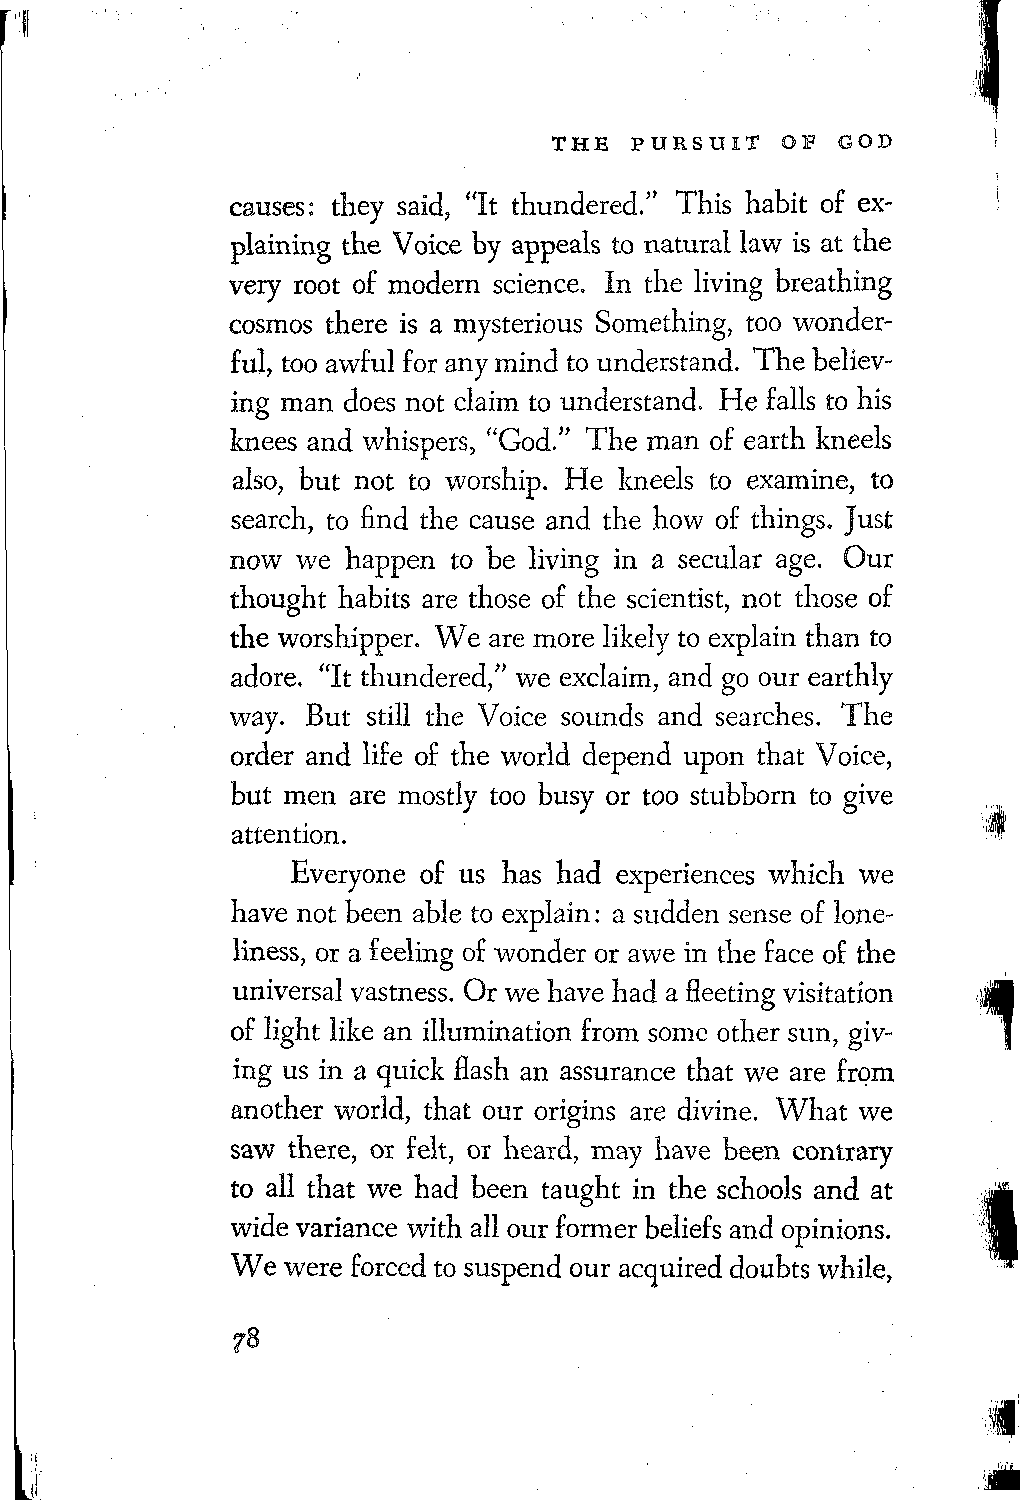 THE PURSUIT OF GOD
causes: they said, “It thundered.” This habit of ex-
plaining the Voice by appeals to natural law is at the
very root of modern science. In the living breathing
cosmos there is a mysterious Something, too wonder-
ful, too awful for any mind to understand. The believ-
ing man does not claim to understand. He falls to his
knees and whispers, “God.” The man of earth kneels
also, but not to worship. He kneels to examine, to
search, to find the cause and the how of things. Just
now we happen to be living in a secular age. Our
thought habits are those of the scientist, not those of
the worshipper. We are more likely to explain than to
adore. “It thundered,” we exclaim, and go our earthly
way. But still the Voice sounds and searches. The
order and life of the world depend upon that Voice,
but men are mostly too busy or too stubborn to give
attention.
Everyone of us has had experiences which we
have not been able to explain: a sudden sense of lone-
liness, or a feeling of wonder or awe in the face of the
universal vastness. Or we have had a fleeting visitation
of light like an illumination from some other sun, giv-
ing us in a quick flash an assurance that we are from
another world, that our origins are divine. What we
saw there, or felt, or heard, may have been contrary
to all that we had been taught in the schools and at
wide variance with all our former beliefs and opinions.
We were forced to suspend our acquired doubts while,
78